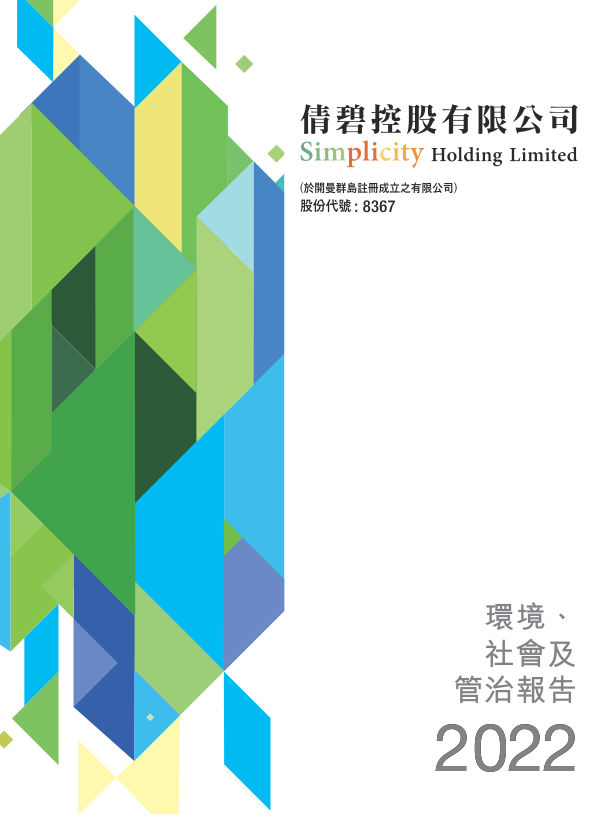 倩碧控股有限公司
Simplicity Holding Limited
(於開曼群島註冊成立之有限公司)
股份代號 : 8367
環境、
社會及
管治報告
2022